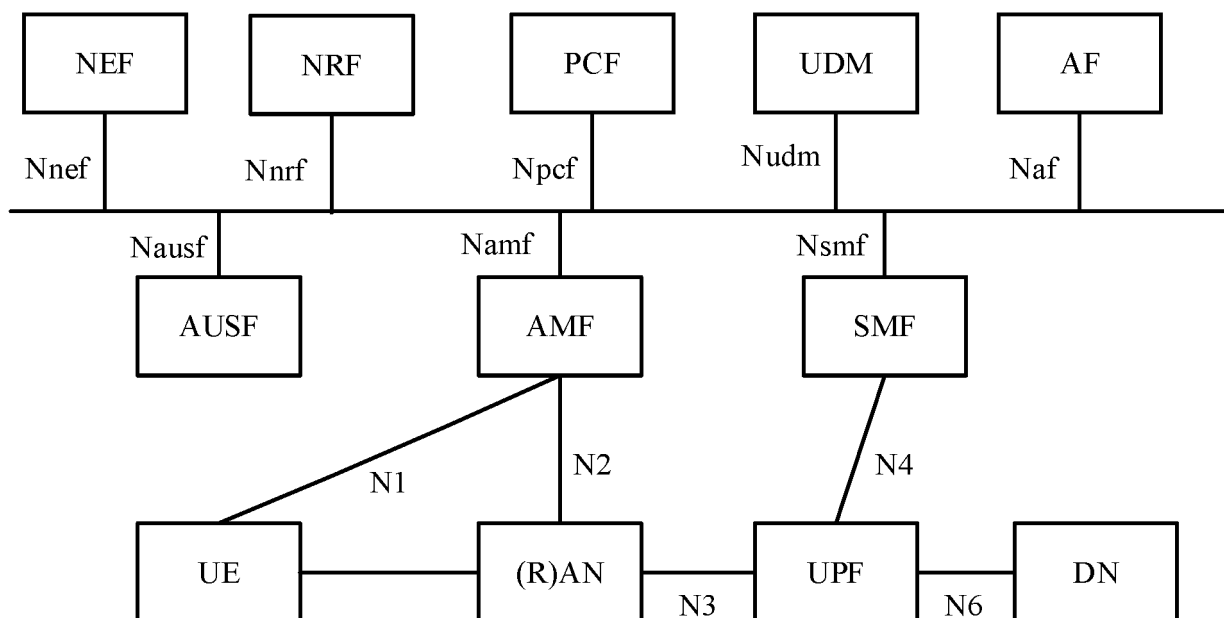 NEF NRF PCF UDM AF
Nnef Nnrf Npcf Nudm Naf
Nausf Namf Nsmf
AUSF AMF SMF
N1 N2 N4
UE (R)AN UPF DN
N3 N6